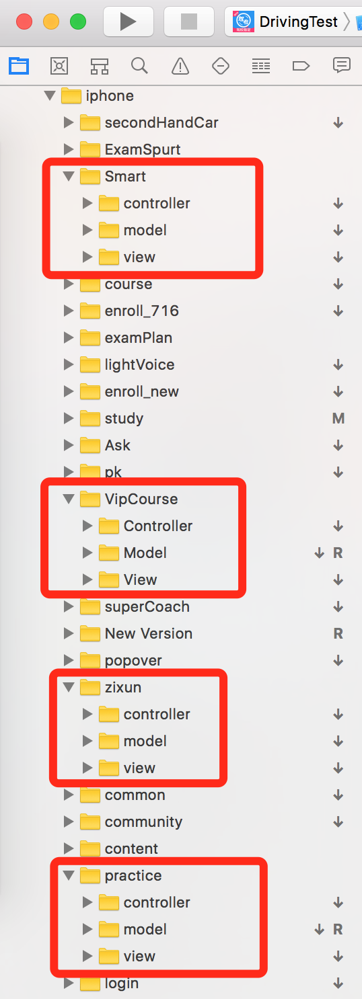 DrivingTest
iphone
secondHandCar
ExamSpurt
Smart
controller
model
view
course
enroll_716
examPlan
lightVoice
enroll_new
study M
Ask
pk
VipCourse
Controller
Model R
View
superCoach
New Version R
popover
zixun
controller
model
view
common
community
content
practice
controller
model R
view
login